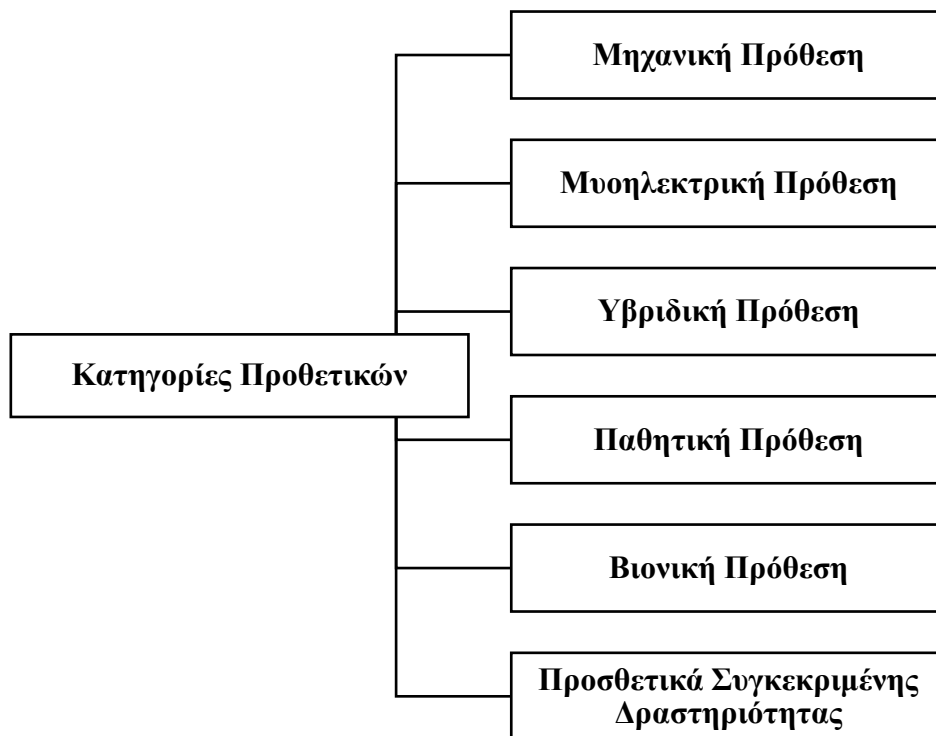 Μηχανική Πρόθεση
Μυοηλεκτρική Πρόθεση
Υβριδική Πρόθεση
Κατηγορίες Προθετικών
Παθητική Πρόθεση
Βιονική Πρόθεση
Προσθετικά Συγκεκριμένης
Δραστηριότητας